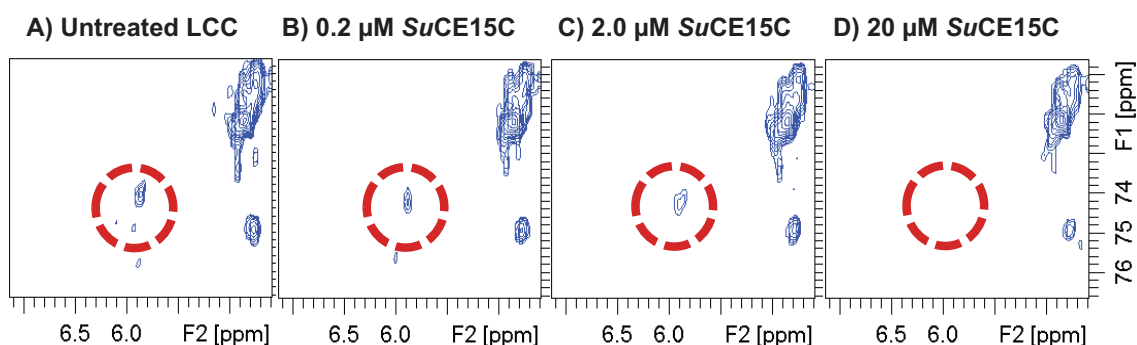 A) Untreated LCC
B) 0.2 µM SuCE15C
C) 2.0 µM SuCE15C
D) 20 µM SuCE15C
F1 [ppm]
74
75
76
6.5 6.0 F2 [ppm]
6.5 6.0 F2 [ppm]
6.5 6.0 F2 [ppm]
6.5 6.0 F2 [ppm]